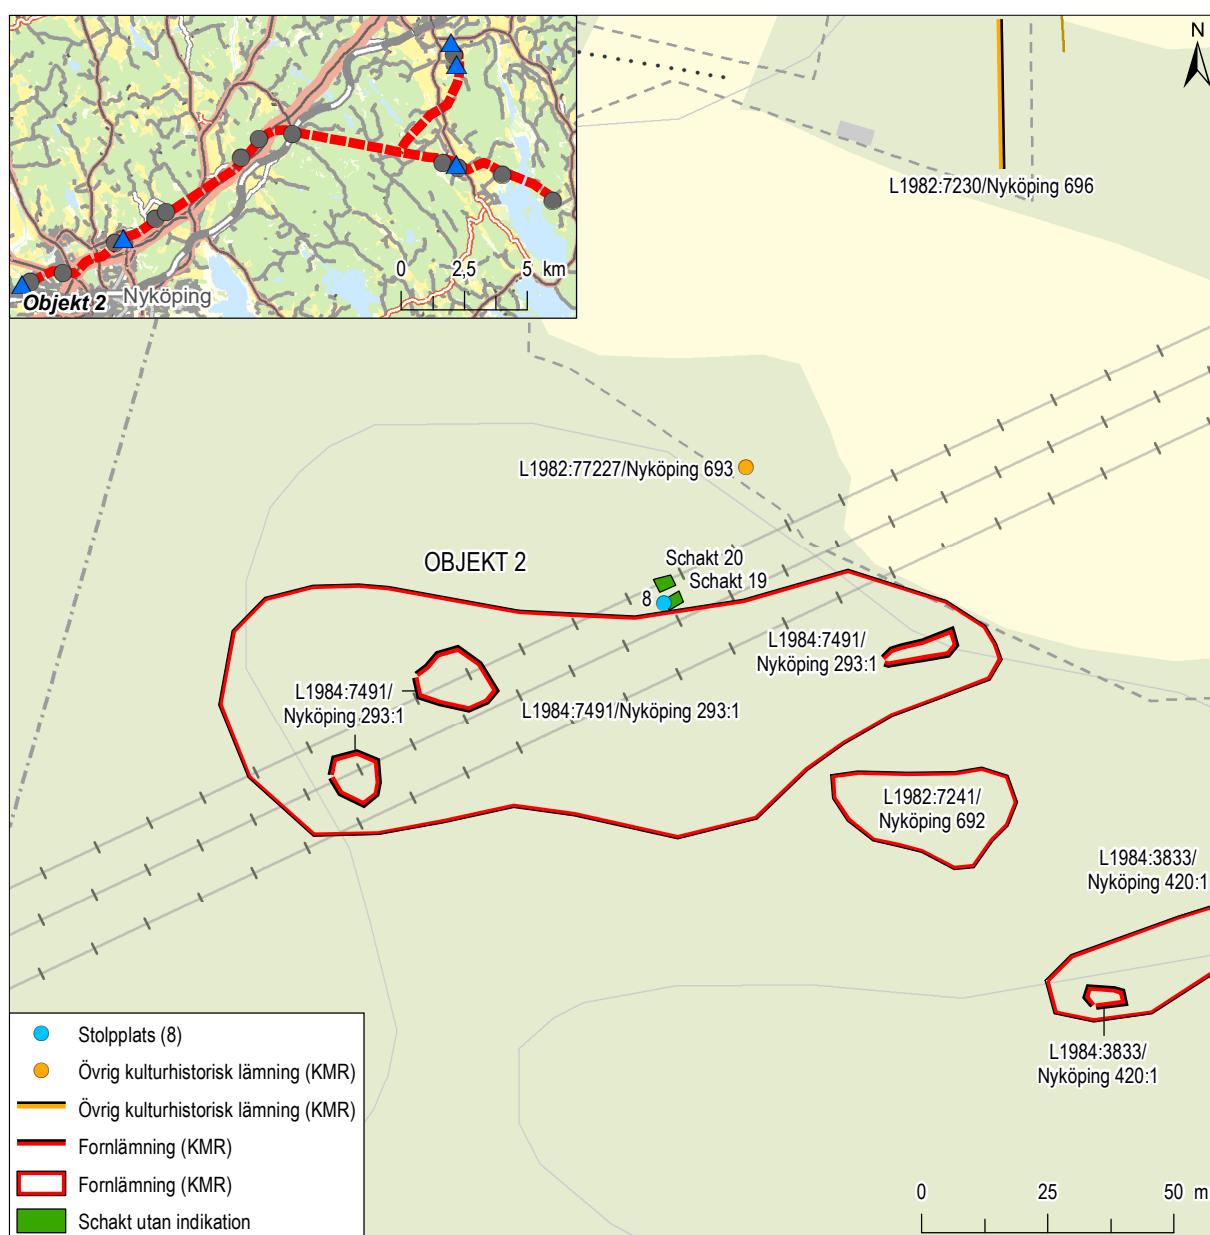 N
L1982:7230/Nyköping 696
0 2,5 5 km
Objekt 2
Nyköping
L1982:77227/Nyköping 693
OBJEKT 2
Schakt 20
Schakt 19
8
L1984:7491/
Nyköping 293:1
L1984:7491/
Nyköping 293:1
L1984:7491/Nyköping 293:1
L1982:7241/
Nyköping 692
L1984:3833/
Nyköping 420:1
L1984:3833/
Nyköping 420:1
Stolpplats (8)
Övrig kulturhistorisk lämning (KMR)
Övrig kulturhistorisk lämning (KMR)
Fornlämning (KMR)
Fornlämning (KMR)
Schakt utan indikation
0 25 50 m